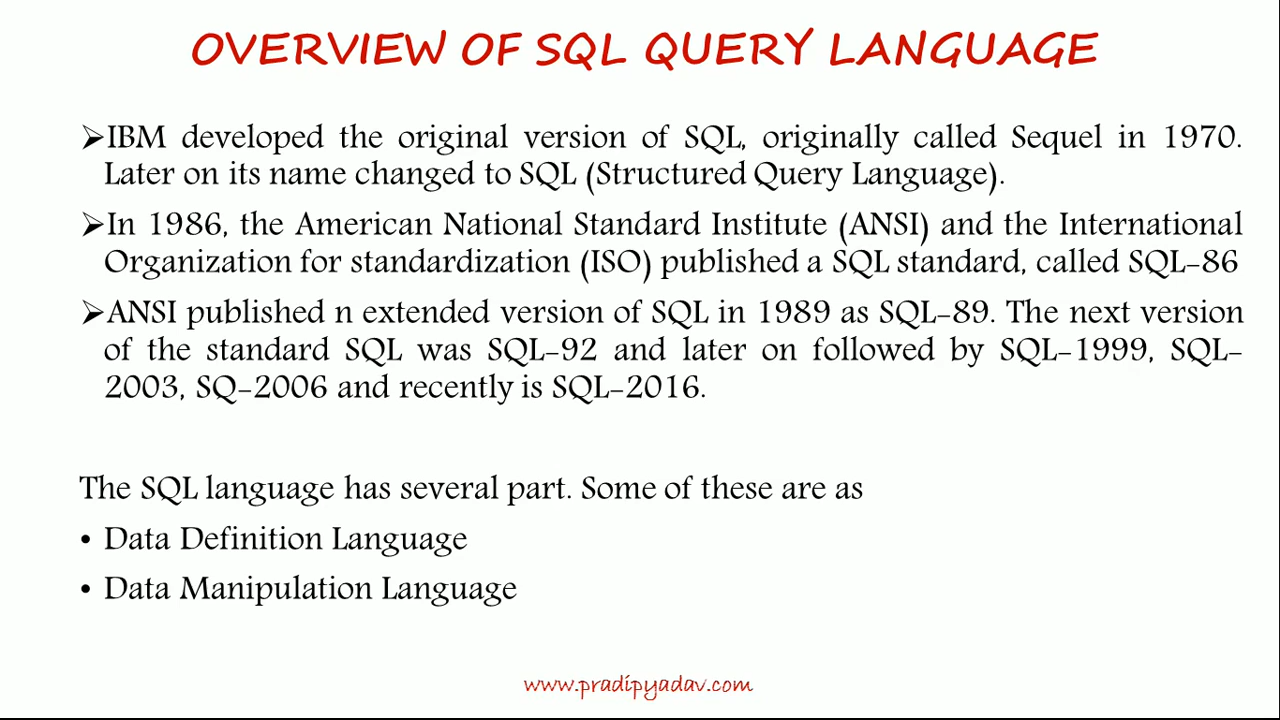 OVERVIEW OF SQL QUERY LANGUAGE
➢IBM developed the original version of SQL, originally called Sequel in 1970.
Later on its name changed to SQL (Structured Query Language).
➢In 1986, the American National Standard Institute (ANSI) and the International
Organization for standardization (ISO) published a SQL standard, called SQL-86
➢ANSI published n extended version of SQL in 1989 as SQL-89. The next version
of the standard SQL was SQL-92 and later on followed by SQL-1999, SQL-
2003, SQ-2006 and recently is SQL-2016.
The SQL language has several part. Some of these are as
• Data Definition Language
• Data Manipulation Language
www.pradipyadav.com